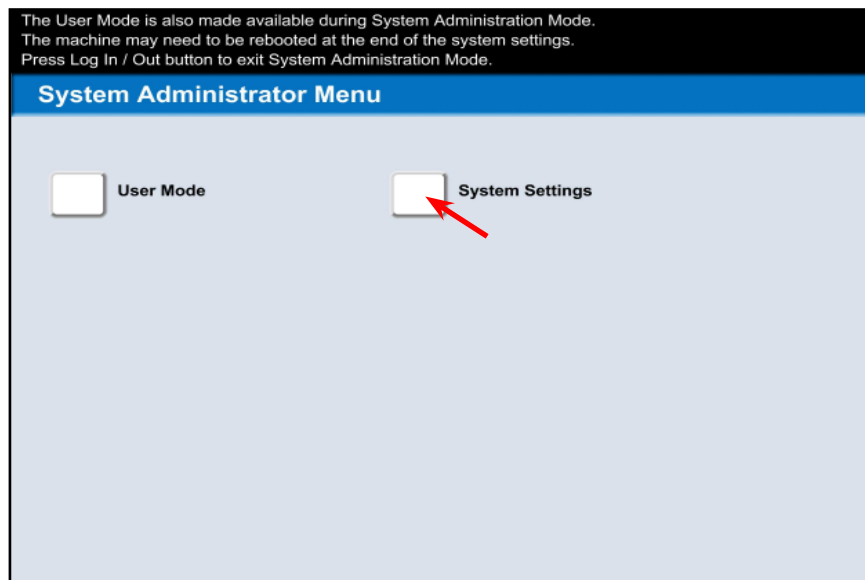 The User Mode is also made available during System Administration Mode.
The machine may need to be rebooted at the end of the system settings.
Press Log In / Out button to exit System Administration Mode.
System Administrator Menu
User Mode
System Settings